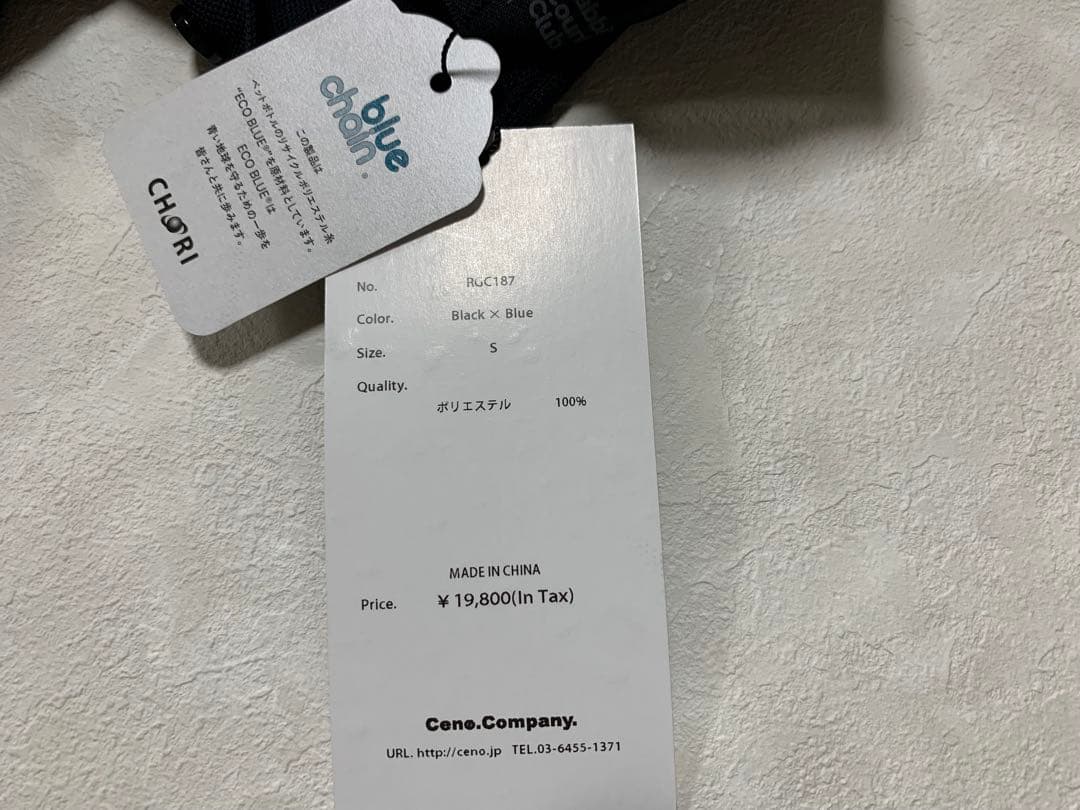 blue
chain®
この製品は
ペットボトルのリサイクルポリエステル糸
"ECO BLUE®"を原材料としています。
ECO BLUE®は
青い地球を守るための一歩を
皆さんと共に歩みます。
CHORI
Club
No. RGC187
Color. Black × Blue
Size. S
Quality.
ポリエステル 100%
MADE IN CHINA
Price. ¥ 19,800(In Tax)
Ceno.Company.
URL. http://ceno.jp TEL.03-6455-1371